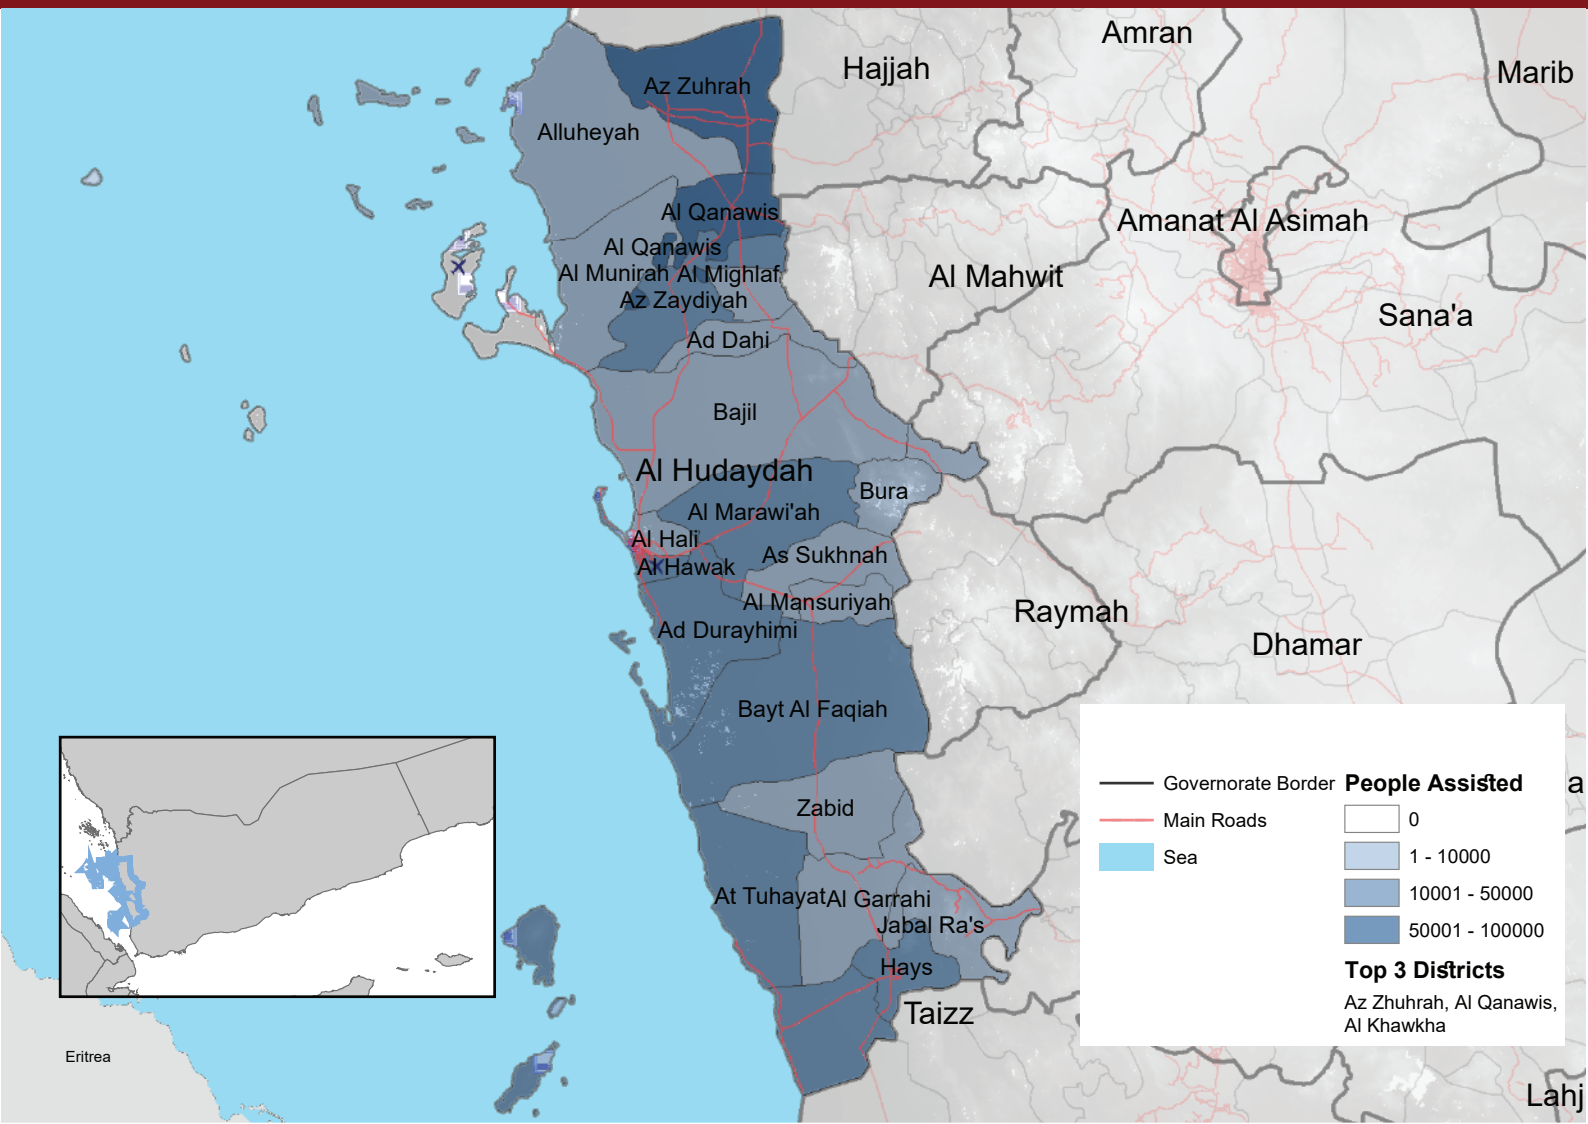 Amran
Hajjah
Marib
Az Zuhrah
Alluheyah
Al Qanawis
Amanat Al Asimah
Al Qanawis
Al Munirah
Al Mighlaf
Al Mahwit
Az Zaydiyah
Sana'a
Ad Dahi
Bajil
Al Hudaydah
Bura
Al Marawi'ah
Al Hali
As Sukhnah
Al Hawak
Al Mansuriyah
Raymah
Ad Durayhimi
Dhamar
Bayt Al Faqiah
Governorate Border
People Assisted
a
Zabid
Main Roads
0
Sea
1 - 10000
10001 - 50000
At Tuhayat
Al Garrahi
Jabal Ra's
50001 - 100000
Hays
Top 3 Districts
Az Zhuhrah, Al Qanawis,
Al Khawkha
Taizz
Eritrea
Lahj